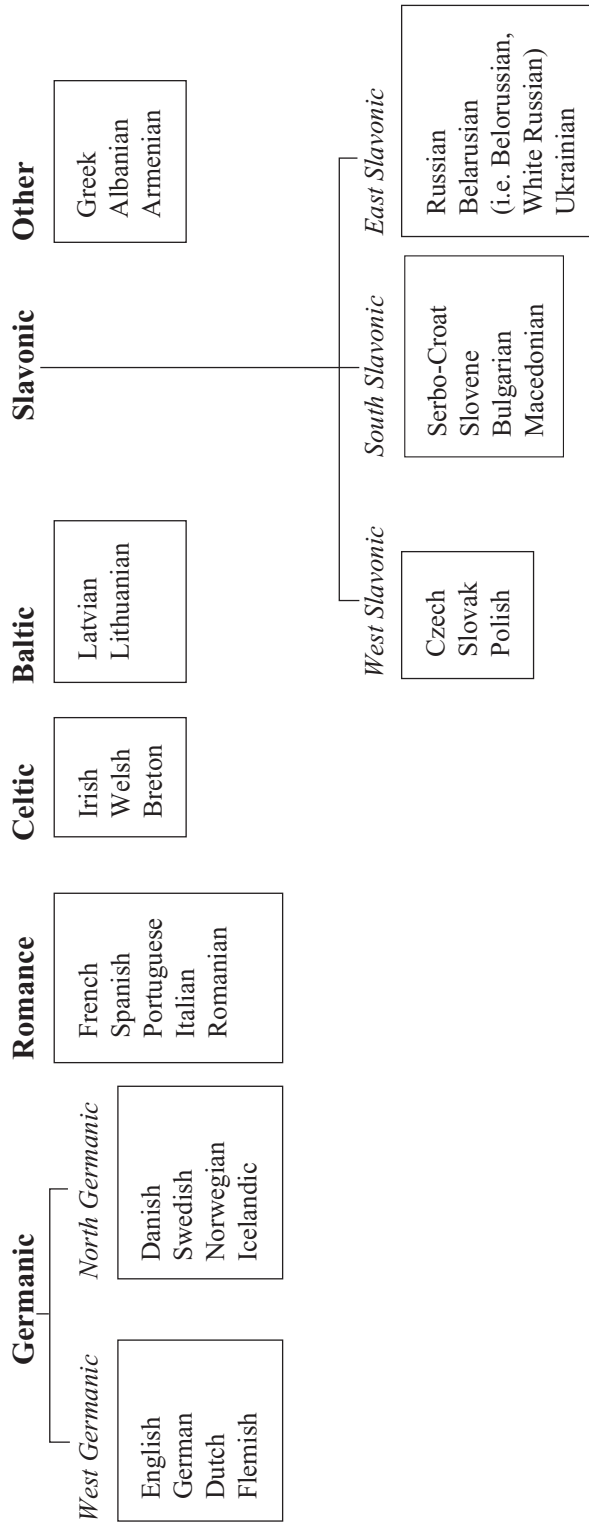 Germanic
West Germanic
English
German
Dutch
Flemish
North Germanic
Danish
Swedish
Norwegian
Icelandic
Romance
French
Spanish
Portuguese
Italian
Romanian
Celtic
Irish
Welsh
Breton
Baltic
Latvian
Lithuanian
Slavonic
West Slavonic
Czech
Slovak
Polish
South Slavonic
Serbo-Croat
Slovene
Bulgarian
Macedonian
East Slavonic
Russian
Belarusian
(i.e. Belorussian,
White Russian)
Ukrainian
Other
Greek
Albanian
Armenian